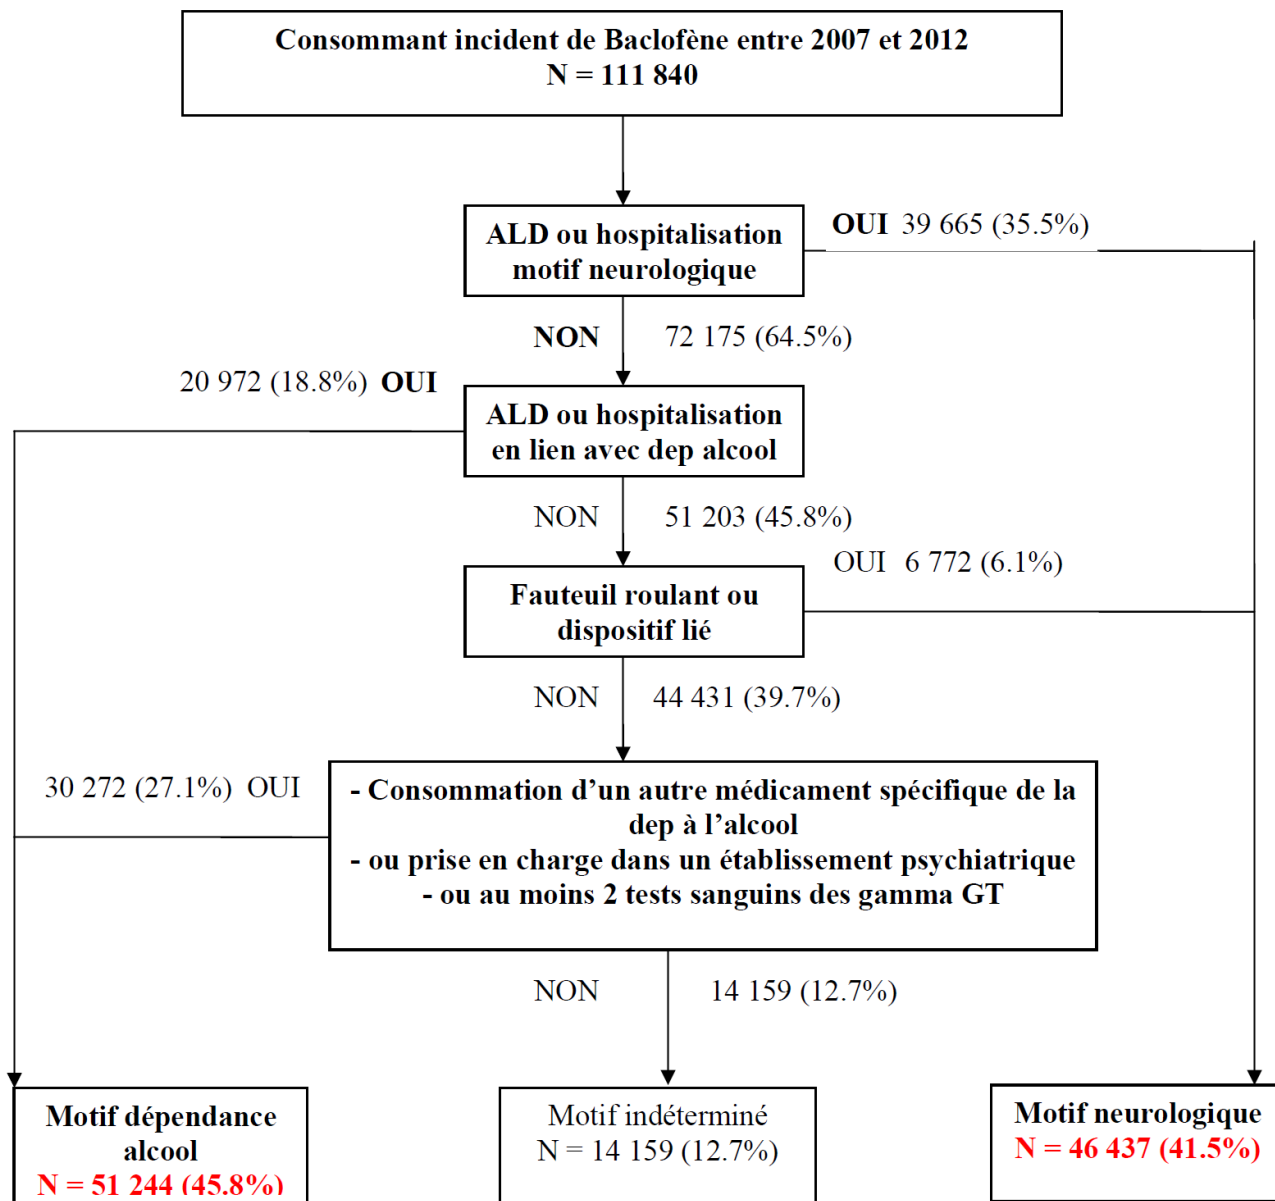 Consommant incident de Baclofène entre 2007 et 2012
N = 111 840
ALD ou hospitalisation
motif neurologique
OUI 39 665 (35.5%)
NON 72 175 (64.5%)
20 972 (18.8%) OUI
ALD ou hospitalisation
en lien avec dep alcool
NON 51 203 (45.8%)
OUI 6 772 (6.1%)
Fauteuil roulant ou
dispositif lié
NON 44 431 (39.7%)
30 272 (27.1%) OUI
- Consommation d’un autre médicament spécifique de la
dep à l’alcool
- ou prise en charge dans un établissement psychiatrique
- ou au moins 2 tests sanguins des gamma GT
NON 14 159 (12.7%)
Motif dépendance
alcool
N = 51 244 (45.8%)
Motif indéterminé
N = 14 159 (12.7%)
Motif neurologique
N = 46 437 (41.5%)